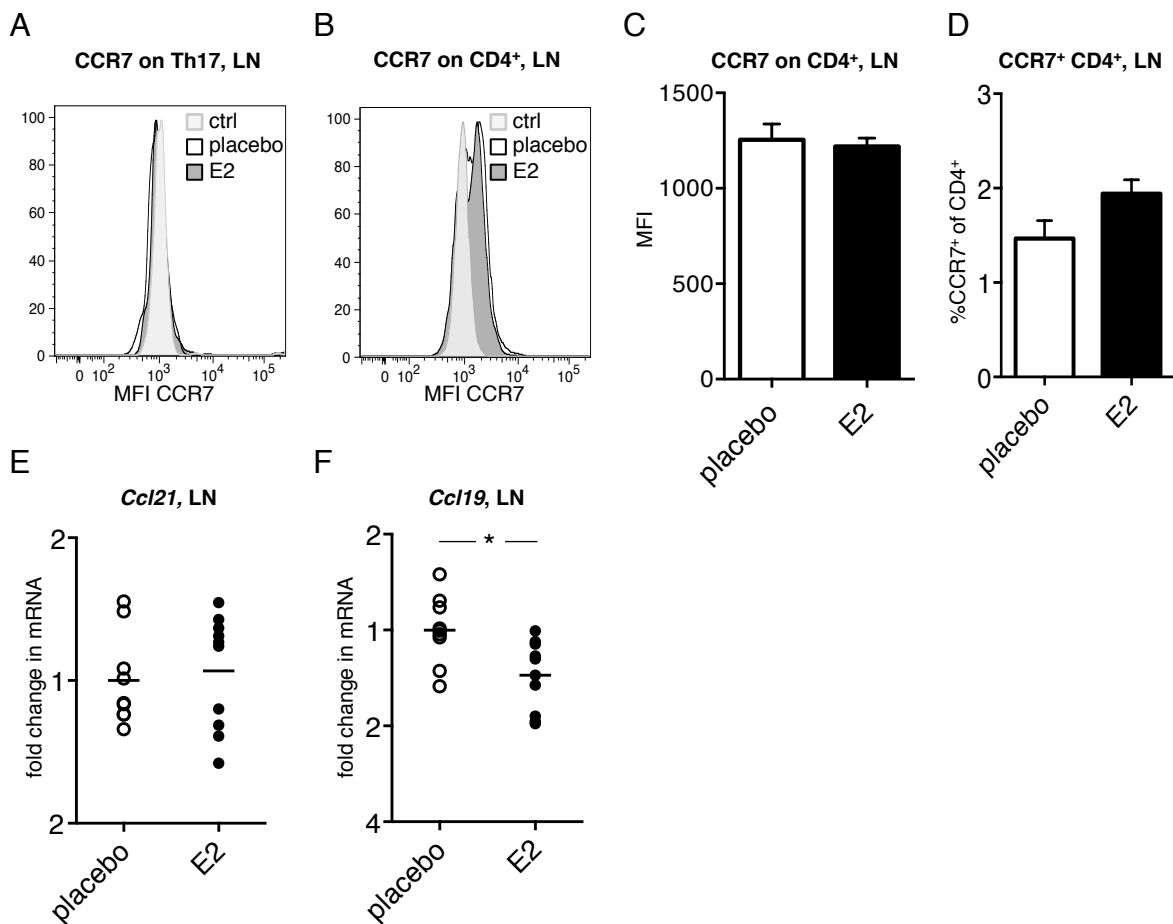 A
CCR7 on Th17, LN
100
80
60
40
20
0
0 10² 10³ 10⁴ 10⁵
MFI CCR7
ctrl
placebo
E2
B
CCR7 on CD4⁺, LN
100
80
60
40
20
0
0 10² 10³ 10⁴ 10⁵
MFI CCR7
ctrl
placebo
E2
C
CCR7 on CD4⁺, LN
MFI
1500
1000
500
0
placebo
E2
D
CCR7⁺ CD4⁺, LN
%CCR7⁺ of CD4⁺
3
2
1
0
placebo
E2
E
Ccl21, LN
fold change in mRNA
2
1
2
placebo
E2
F
Ccl19, LN
fold change in mRNA
2
1
2
4
*
placebo
E2